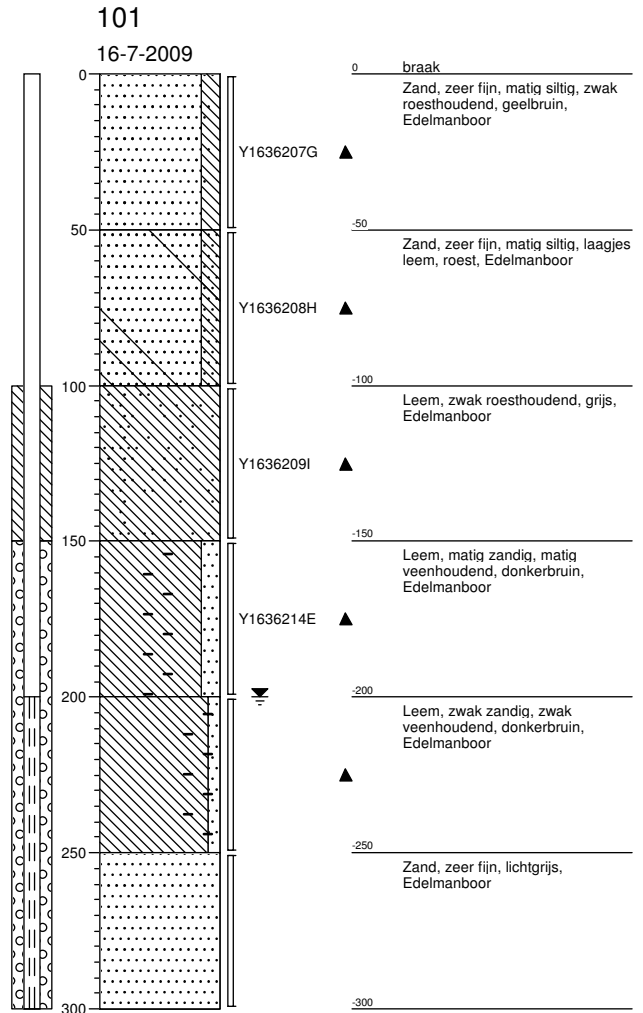 101
16-7-2009
0
50
100
150
200
250
300
Y1636207G
Y1636208H
Y1636209I
Y1636214E
0 braak
Zand, zeer fijn, matig siltig, zwak
roesthoudend, geelbruin,
Edelmanboor
-50
Zand, zeer fijn, matig siltig, laagjes
leem, roest, Edelmanboor
-100
Leem, zwak roesthoudend, grijs,
Edelmanboor
-150
Leem, matig zandig, matig
veenhoudend, donkerbruin,
Edelmanboor
-200
Leem, zwak zandig, zwak
veenhoudend, donkerbruin,
Edelmanboor
-250
Zand, zeer fijn, lichtgrijs,
Edelmanboor
-300